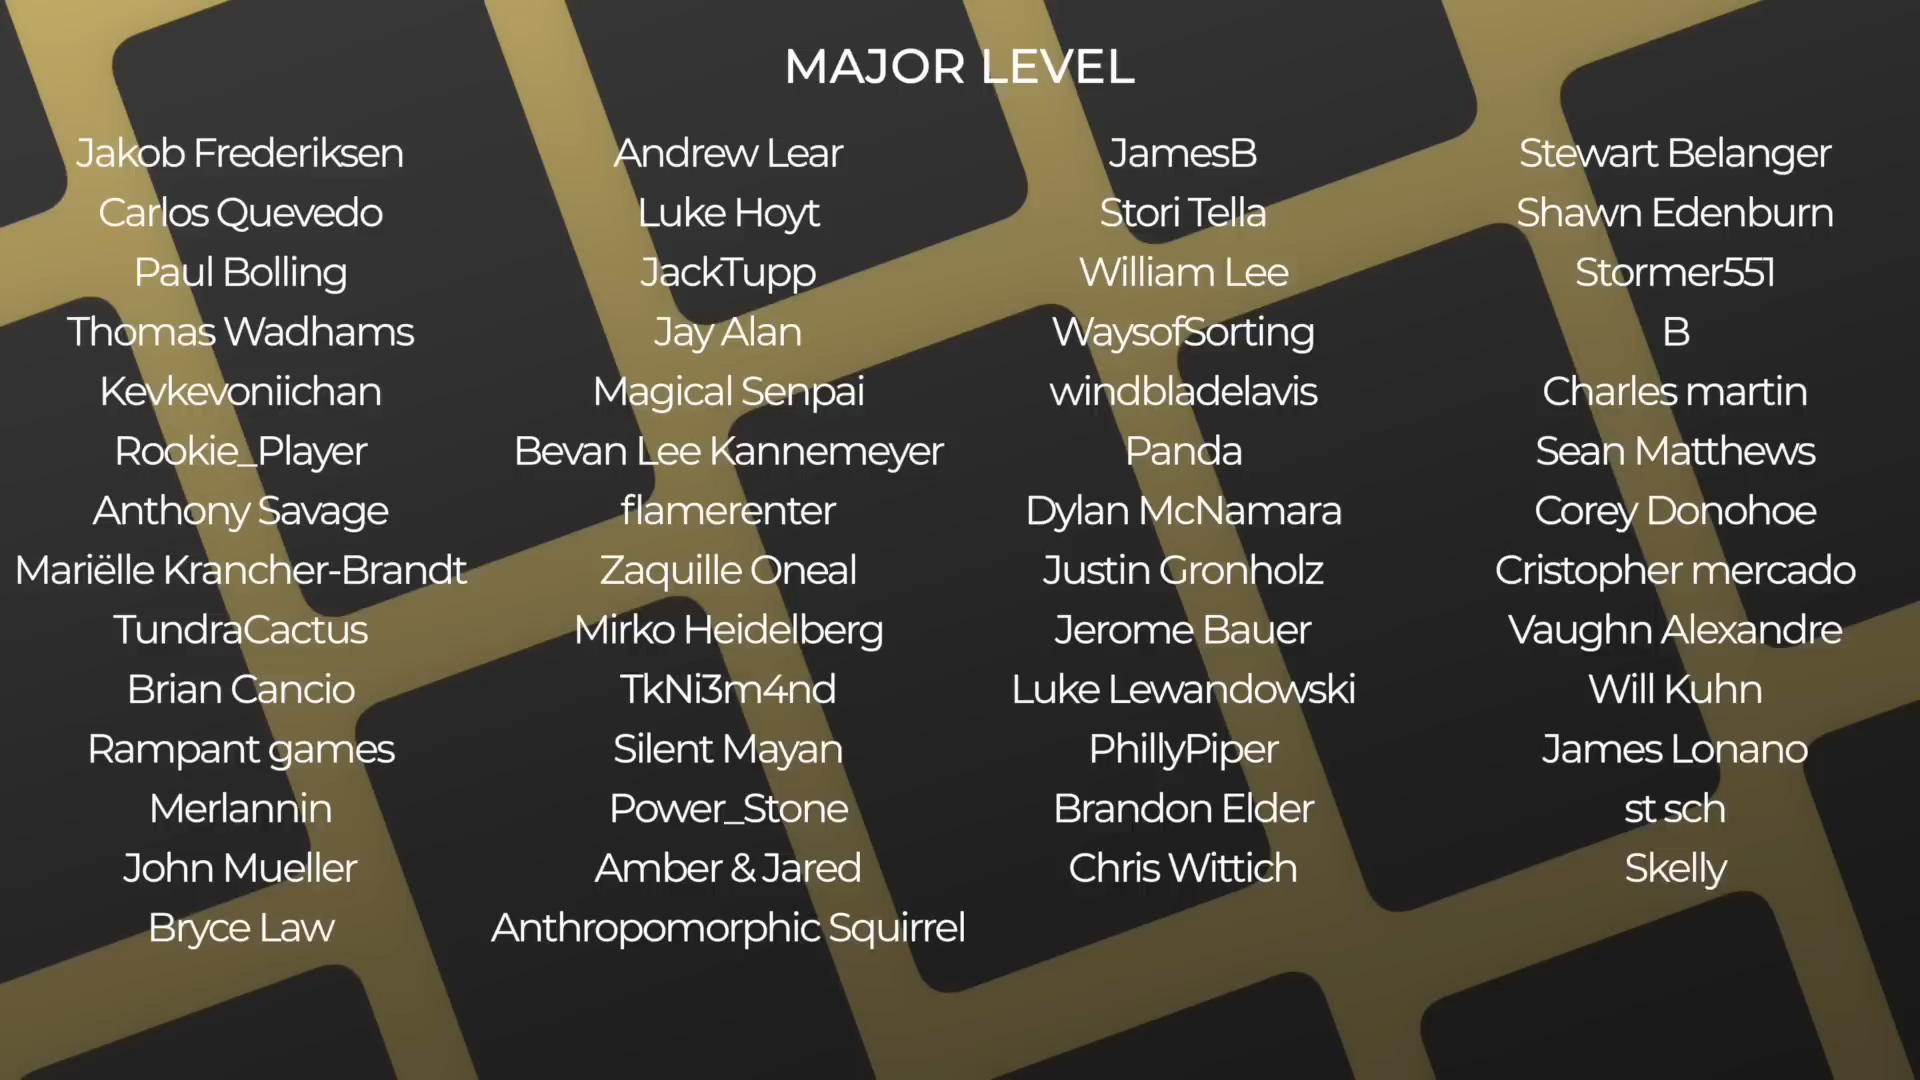 MAJOR LEVEL
Jakob Frederiksen
Carlos Quevedo
Paul Bolling
Thomas Wadhams
Kevkevoniichan
Rookie_Player
Anthony Savage
Mariëlle Krancher-Brandt
TundraCactus
Brian Cancio
Rampant games
Merlannin
John Mueller
Bryce Law
Andrew Lear
Luke Hoyt
JackTupp
Jay Alan
Magical Senpai
Bevan Lee Kannemeyer
flamerenter
Zaquille Oneal
Mirko Heidelberg
TkNi3m4nd
Silent Mayan
Power_Stone
Amber & Jared
Anthropomorphic Squirrel
JamesB
Stori Tella
William Lee
WaysofSorting
windbladelavis
Panda
Dylan McNamara
Justin Gronholz
Jerome Bauer
Luke Lewandowski
PhillyPiper
Brandon Elder
Chris Wittich
Stewart Belanger
Shawn Edenburn
Stormer551
B
Charles martin
Sean Matthews
Corey Donohoe
Cristopher mercado
Vaughn Alexandre
Will Kuhn
James Lonano
st sch
Skelly